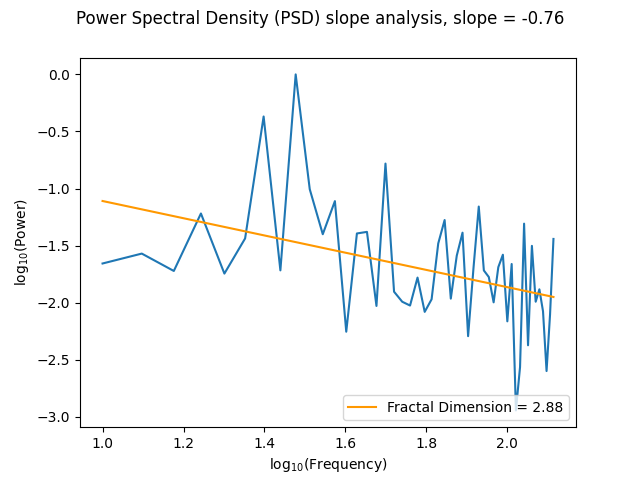 Power Spectral Density (PSD) slope analysis, slope = -0.76
0.0
−0.5
−1.0
−1.5
−2.0
−2.5
−3.0
log₁₀(Power)
Fractal Dimension = 2.88
1.0 1.2 1.4 1.6 1.8 2.0
log₁₀(Frequency)